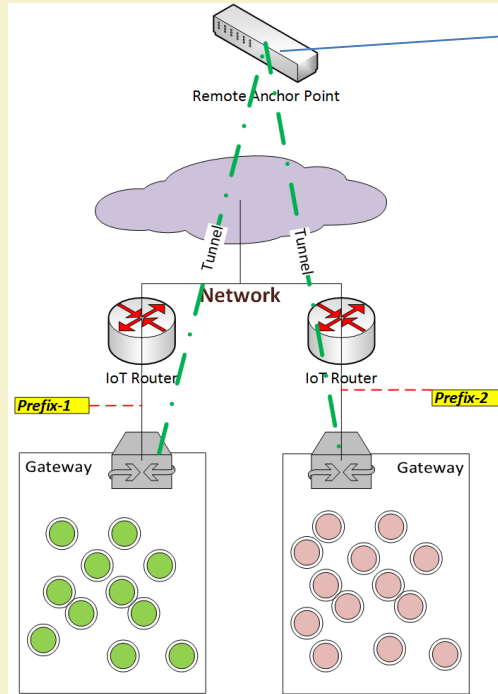 Remote Anchor Point
Tunnel
Tunnel
Network
IoT Router
IoT Router
Prefix-1
Prefix-2
Gateway
Gateway